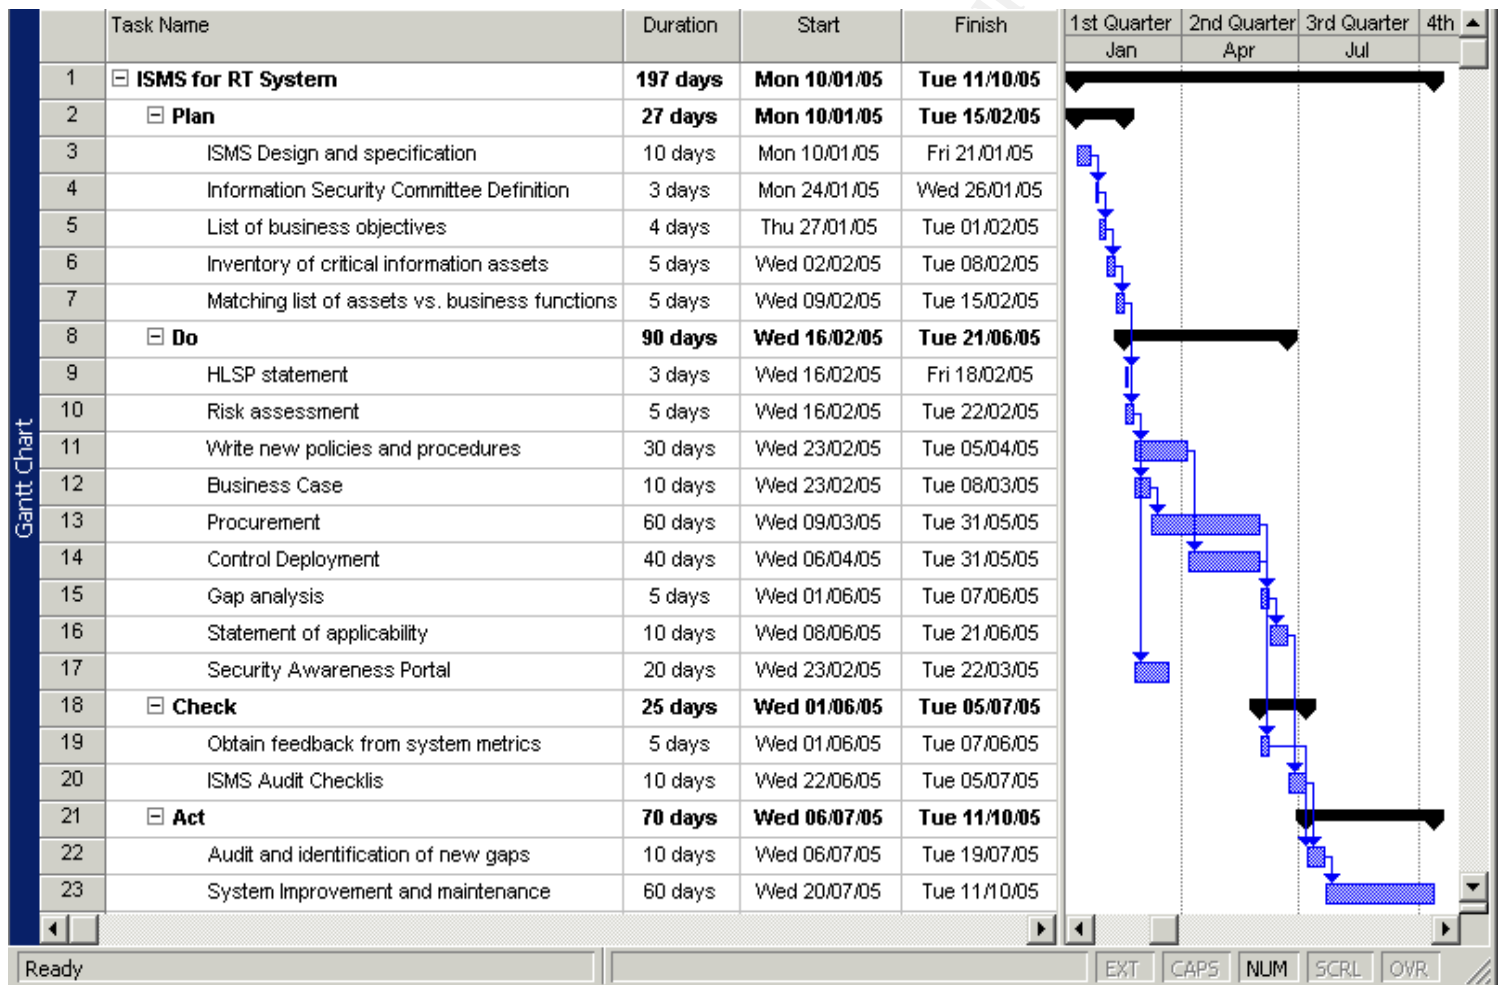 Task Name Duration Start Finish 1st Quarter 2nd Quarter 3rd Quarter 4th
Jan Apr Jul
1 ISMS for RT System 197 days Mon 10/01/05 Tue 11/10/05
2 Plan 27 days Mon 10/01/05 Tue 15/02/05
3 ISMS Design and specification 10 days Mon 10/01/05 Fri 21/01/05
4 Information Security Committee Definition 3 days Mon 24/01/05 Wed 26/01/05
5 List of business objectives 4 days Thu 27/01/05 Tue 01/02/05
6 Inventory of critical information assets 5 days Wed 02/02/05 Tue 08/02/05
7 Matching list of assets vs. business functions 5 days Wed 09/02/05 Tue 15/02/05
8 Do 90 days Wed 16/02/05 Tue 21/06/05
9 HLSP statement 3 days Wed 16/02/05 Fri 18/02/05
10 Risk assessment 5 days Wed 16/02/05 Tue 22/02/05
11 Write new policies and procedures 30 days Wed 23/02/05 Tue 05/04/05
12 Business Case 10 days Wed 23/02/05 Tue 08/03/05
13 Procurement 60 days Wed 09/03/05 Tue 31/05/05
14 Control Deployment 40 days Wed 06/04/05 Tue 31/05/05
15 Gap analysis 5 days Wed 01/06/05 Tue 07/06/05
16 Statement of applicability 10 days Wed 08/06/05 Tue 21/06/05
17 Security Awareness Portal 20 days Wed 23/02/05 Tue 22/03/05
18 Check 25 days Wed 01/06/05 Tue 05/07/05
19 Obtain feedback from system metrics 5 days Wed 01/06/05 Tue 07/06/05
20 ISMS Audit Checklis 10 days Wed 22/06/05 Tue 05/07/05
21 Act 70 days Wed 06/07/05 Tue 11/10/05
22 Audit and identification of new gaps 10 days Wed 06/07/05 Tue 19/07/05
23 System Improvement and maintenance 60 days Wed 20/07/05 Tue 11/10/05
Gantt Chart
Ready EXT CAPS NUM SCRL OVR